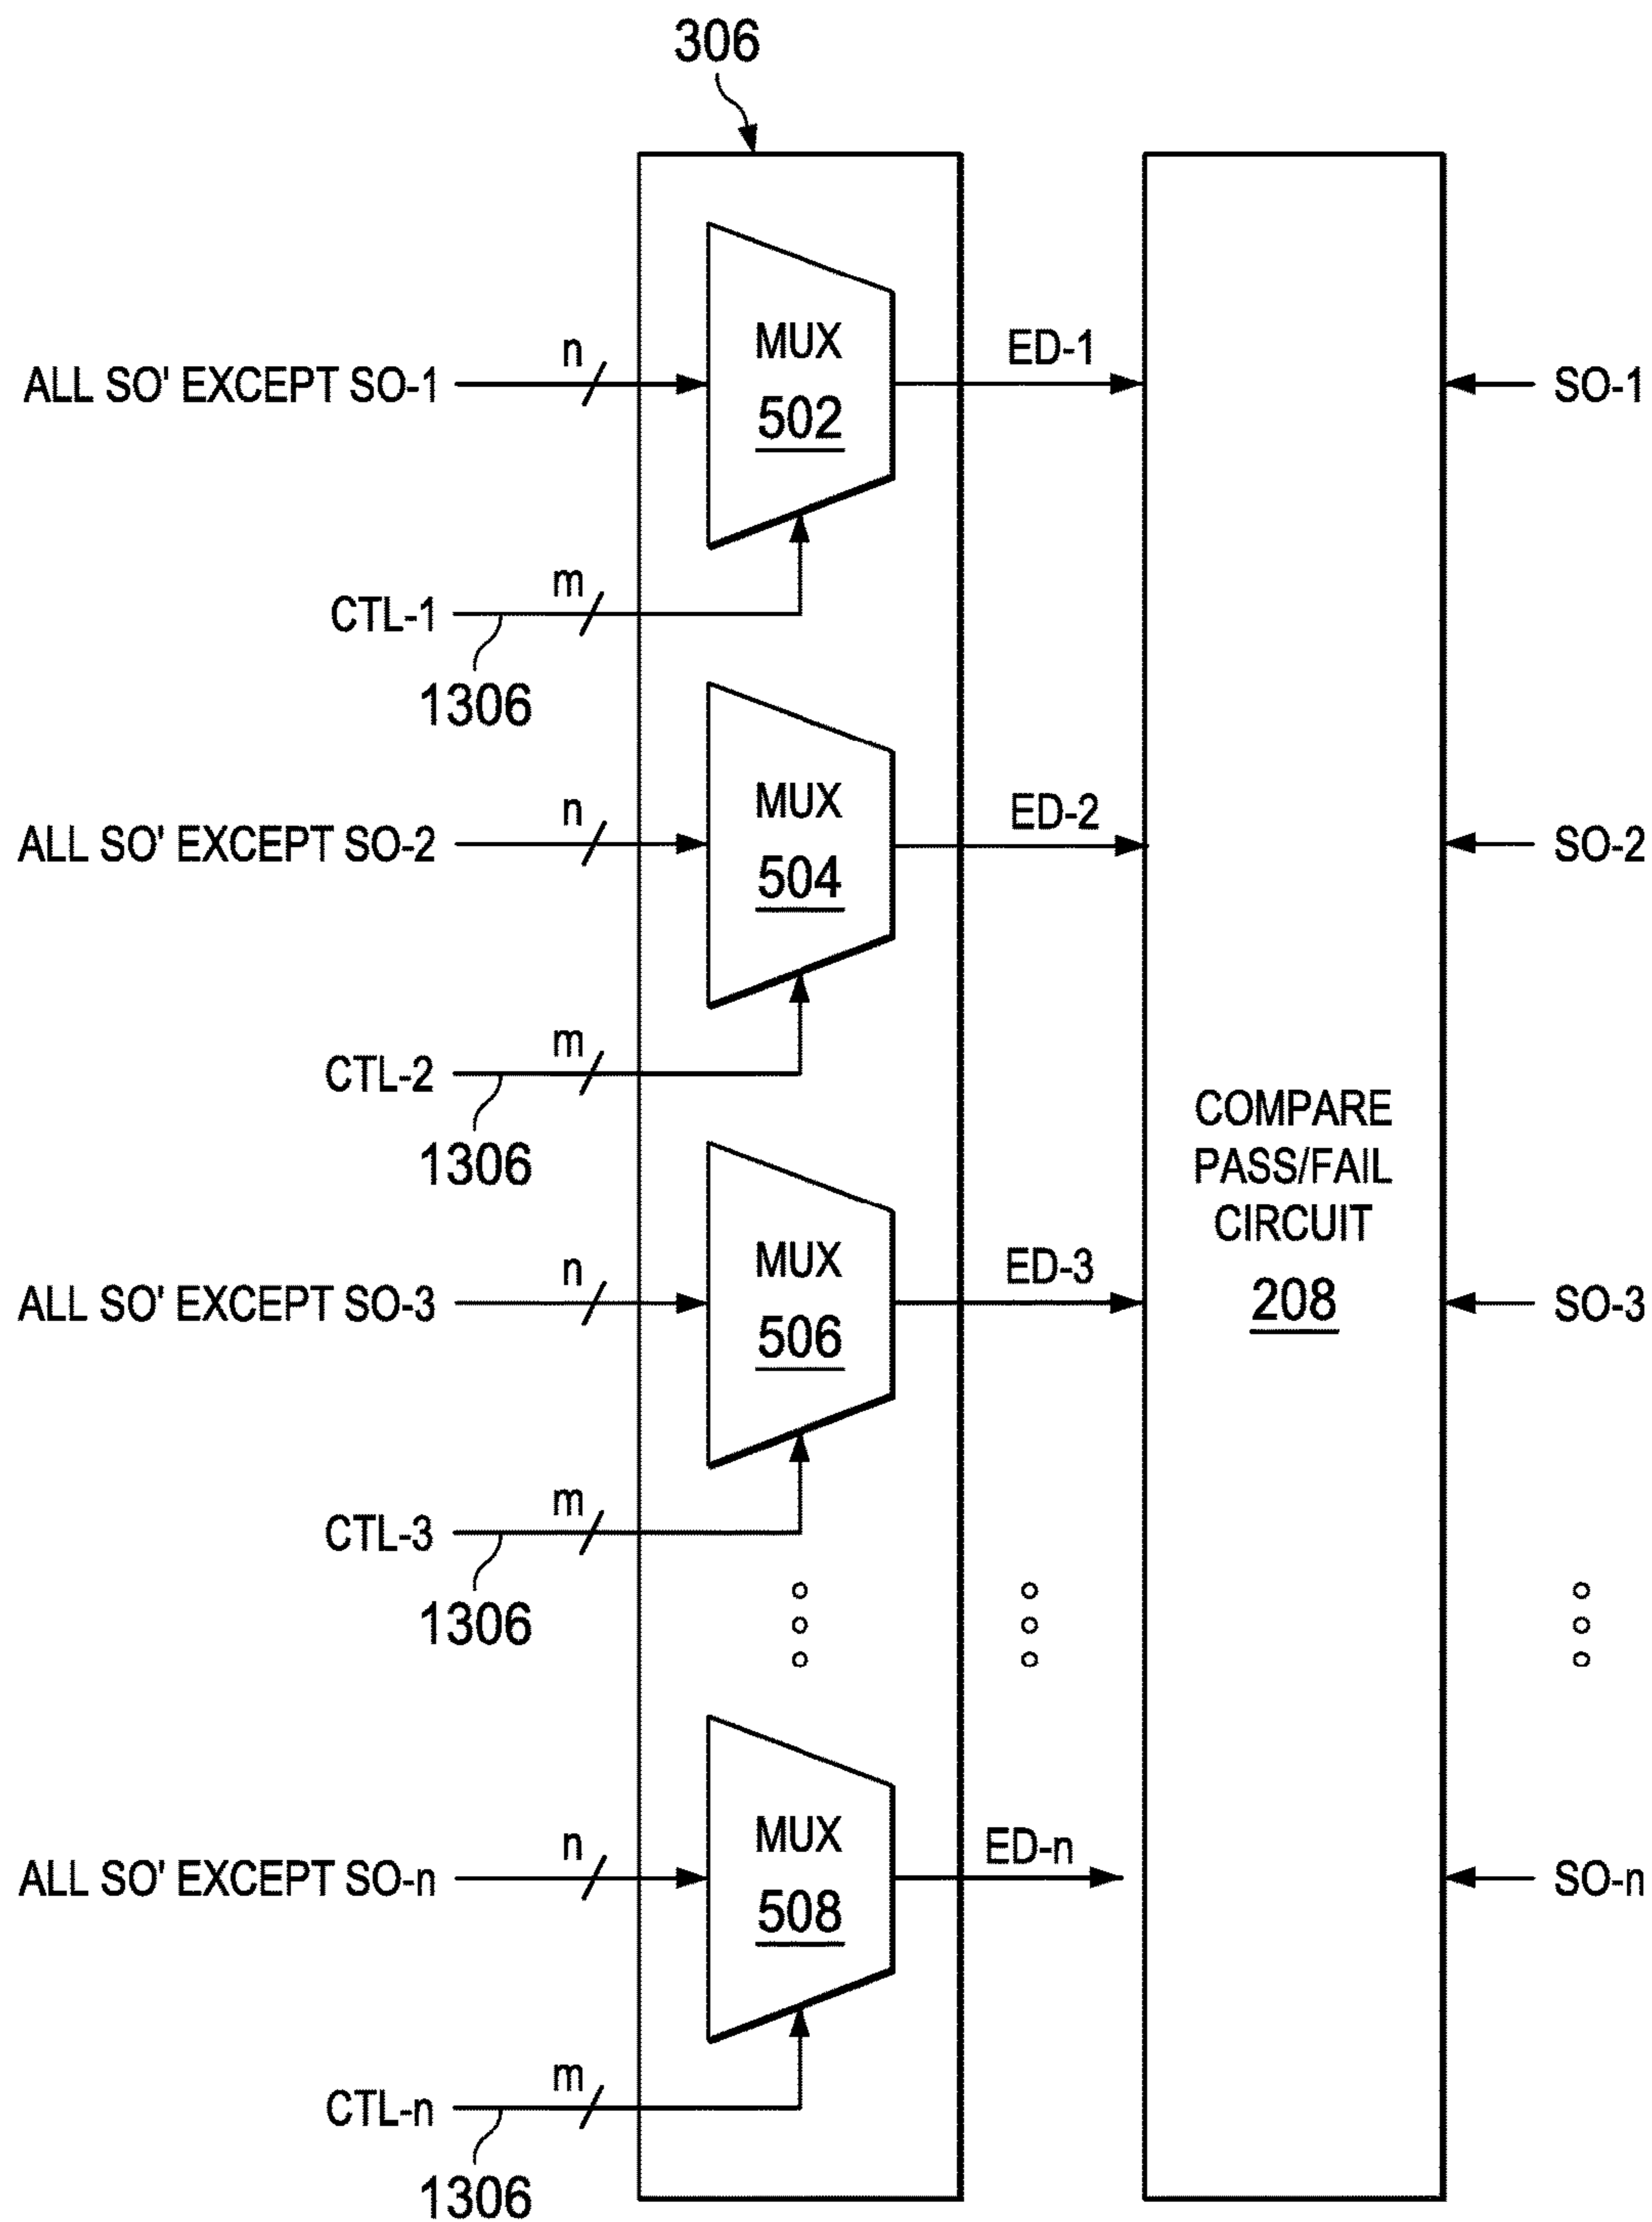 306
MUX
502
n
ED-1
ALL SO' EXCEPT SO-1
SO-1
m
CTL-1
1306
MUX
504
n
ED-2
ALL SO' EXCEPT SO-2
SO-2
m
CTL-2
1306
COMPARE
PASS/FAIL
CIRCUIT
208
MUX
506
n
ED-3
ALL SO' EXCEPT SO-3
SO-3
m
CTL-3
1306
MUX
508
n
ED-n
ALL SO' EXCEPT SO-n
SO-n
m
CTL-n
1306